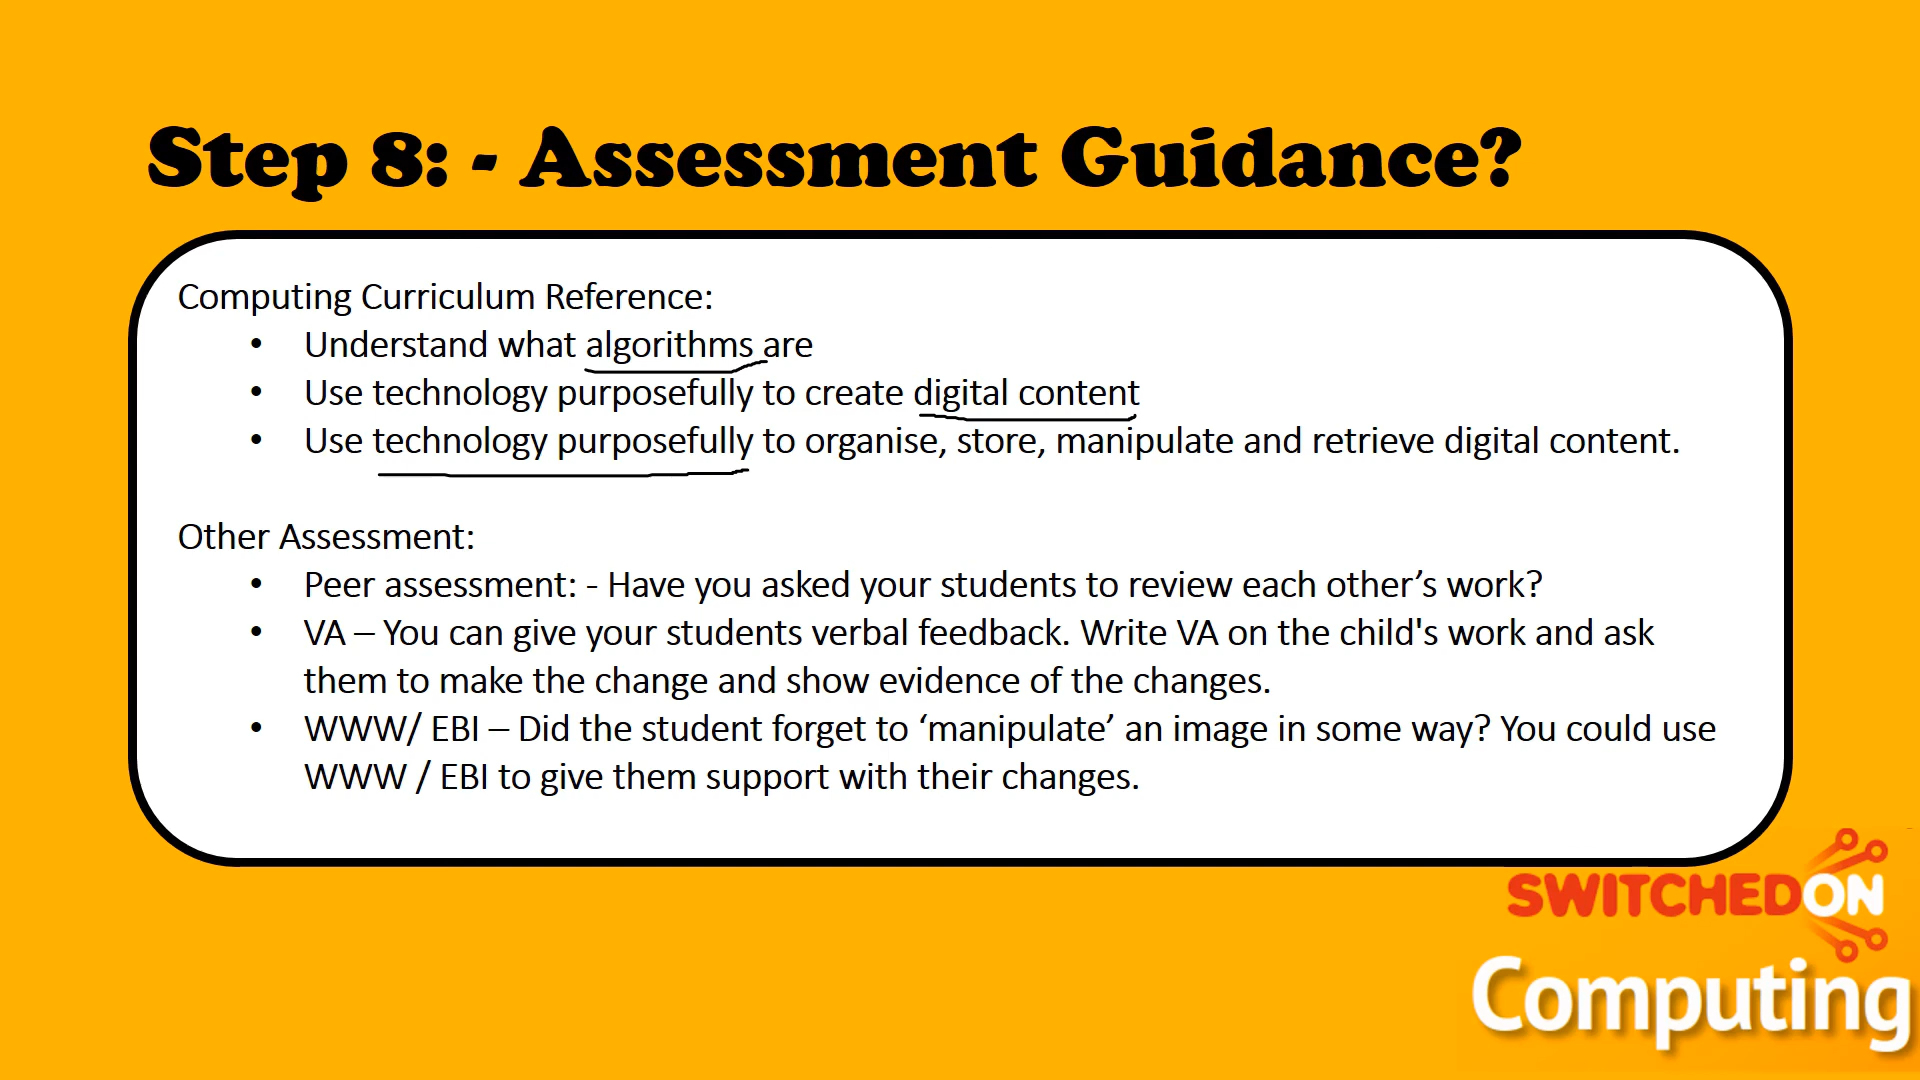 Step 8: - Assessment Guidance?
Computing Curriculum Reference:
• Understand what algorithms are
• Use technology purposefully to create digital content
• Use technology purposefully to organise, store, manipulate and retrieve digital content.
Other Assessment:
• Peer assessment: - Have you asked your students to review each other’s work?
• VA – You can give your students verbal feedback. Write VA on the child's work and ask
them to make the change and show evidence of the changes.
• WWW/ EBI – Did the student forget to ‘manipulate’ an image in some way? You could use
WWW / EBI to give them support with their changes.
SWITCHEDON
Computing